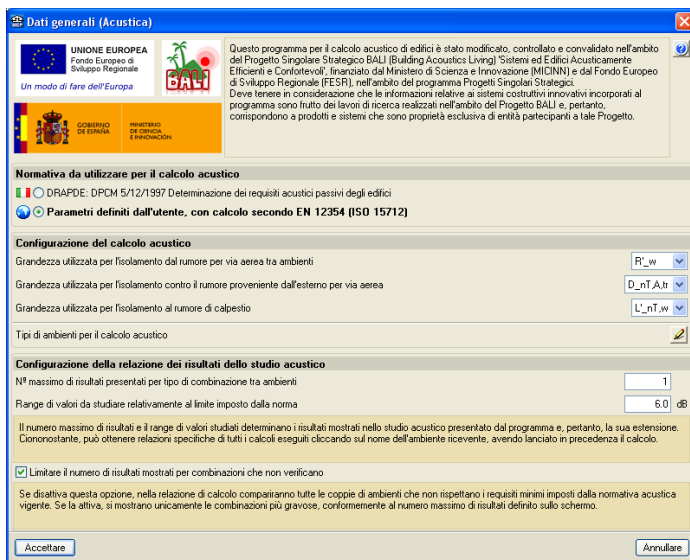 Dati generali (Acustica)
UNIONE EUROPEA
Fondo Europeo di
Sviluppo Regionale
Un modo di fare dell'Europa
BALI
GOBIERNO
DE ESPAÑA
MINISTERIO
DE CIENCIA
E INNOVACIÓN
Questo programma per il calcolo acustico di edifici è stato modificato, controllato e convalidato nell'ambito
del Progetto Singolare Strategico BALI (Building Acoustics Living) 'Sistemi ed Edifici Acusticamente
Efficienti e Confortevoli', finanziato dal Ministero di Scienza e Innovazione (MICINN) e dal Fondo Europeo
di Sviluppo Regionale (FESR), nell'ambito del programma Progetti Singolari Strategici.
Deve tenere in considerazione che le informazioni relative ai sistemi costruttivi innovativi incorporati al
programma sono frutto dei lavori di ricerca realizzati nell'ambito del Progetto BALI e, pertanto,
corrispondono a prodotti e sistemi che sono proprietà esclusiva di entità partecipanti a tale Progetto.
Normativa da utilizzare per il calcolo acustico
DRAPDE: DPCM 5/12/1997 Determinazione dei requisiti acustici passivi degli edifici
Parametri definiti dall'utente, con calcolo secondo EN 12354 (ISO 15712)
Configurazione del calcolo acustico
Grandezza utilizzata per l'isolamento dal rumore per via aerea tra ambienti R'_w
Grandezza utilizzata per l'isolamento contro il rumore proveniente dall'esterno per via aerea D_nT,A,tr
Grandezza utilizzata per l'isolamento al rumore di calpestio L'_nT,w
Tipi di ambienti per il calcolo acustico
Configurazione della relazione dei risultati dello studio acustico
Nº massimo di risultati presentati per tipo di combinazione tra ambienti 1
Range di valori da studiare relativamente al limite imposto dalla norma 6.0 dB
Il numero massimo di risultati e il range di valori studiati determinano i risultati mostrati nello studio acustico presentato dal programma e, pertanto, la sua estensione.
Ciononostante, può ottenere relazioni specifiche di tutti i calcoli eseguiti cliccando sul nome dell'ambiente ricevente, avendo lanciato in precedenza il calcolo.
Limitare il numero di risultati mostrati per combinazioni che non verificano
Se disattiva questa opzione, nella relazione di calcolo compariranno tutte le coppie di ambienti che non rispettano i requisiti minimi imposti dalla normativa acustica
vigente. Se la attiva, si mostrano unicamente le combinazioni più gravose, conformemente al numero massimo di risultati definito sullo schermo.
Accettare
Annullare